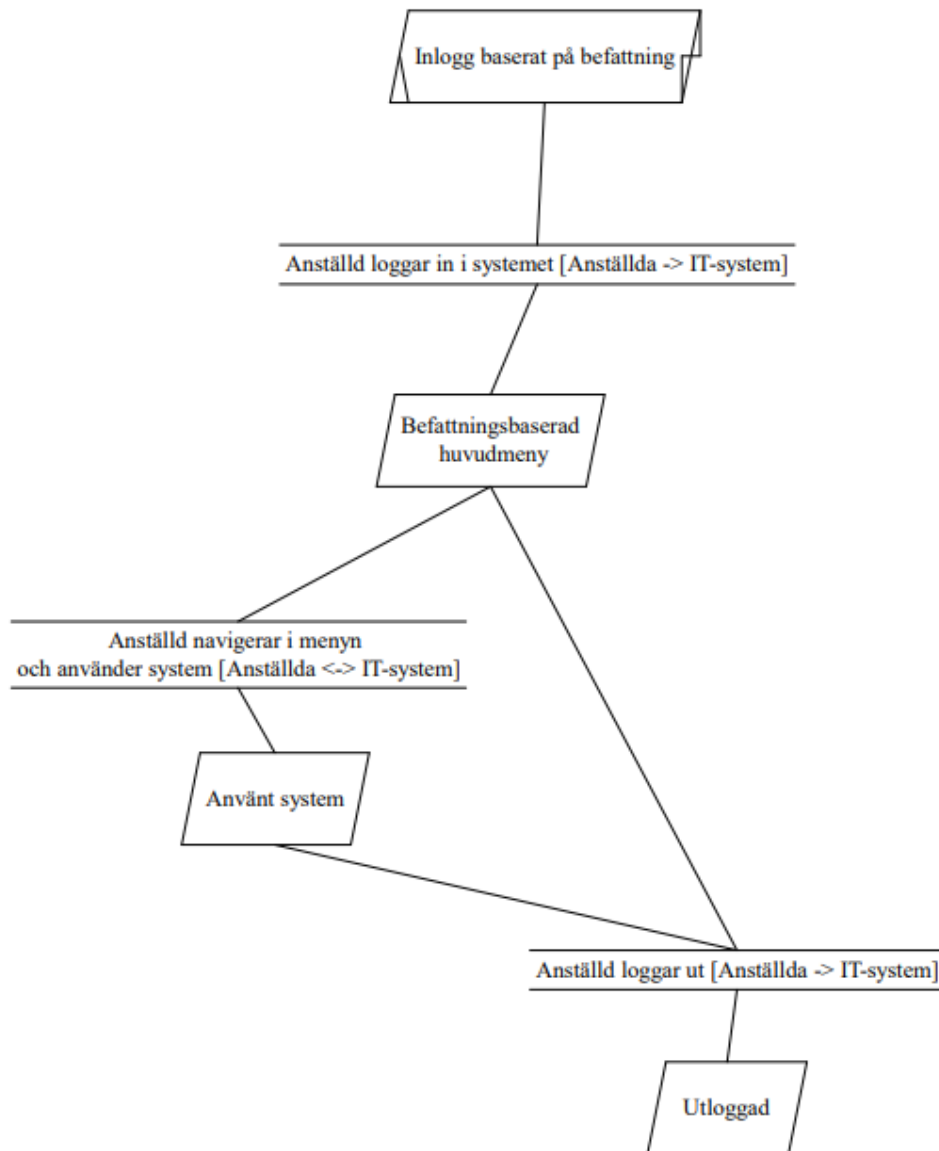 Inlogg baserat på befattning
Anställd loggar in i systemet [Anställda -> IT-system]
Befattningsbaserad
huvudmeny
Anställd navigerar i menyn
och använder system [Anställda <-> IT-system]
Använt system
Anställd loggar ut [Anställda -> IT-system]
Utloggad